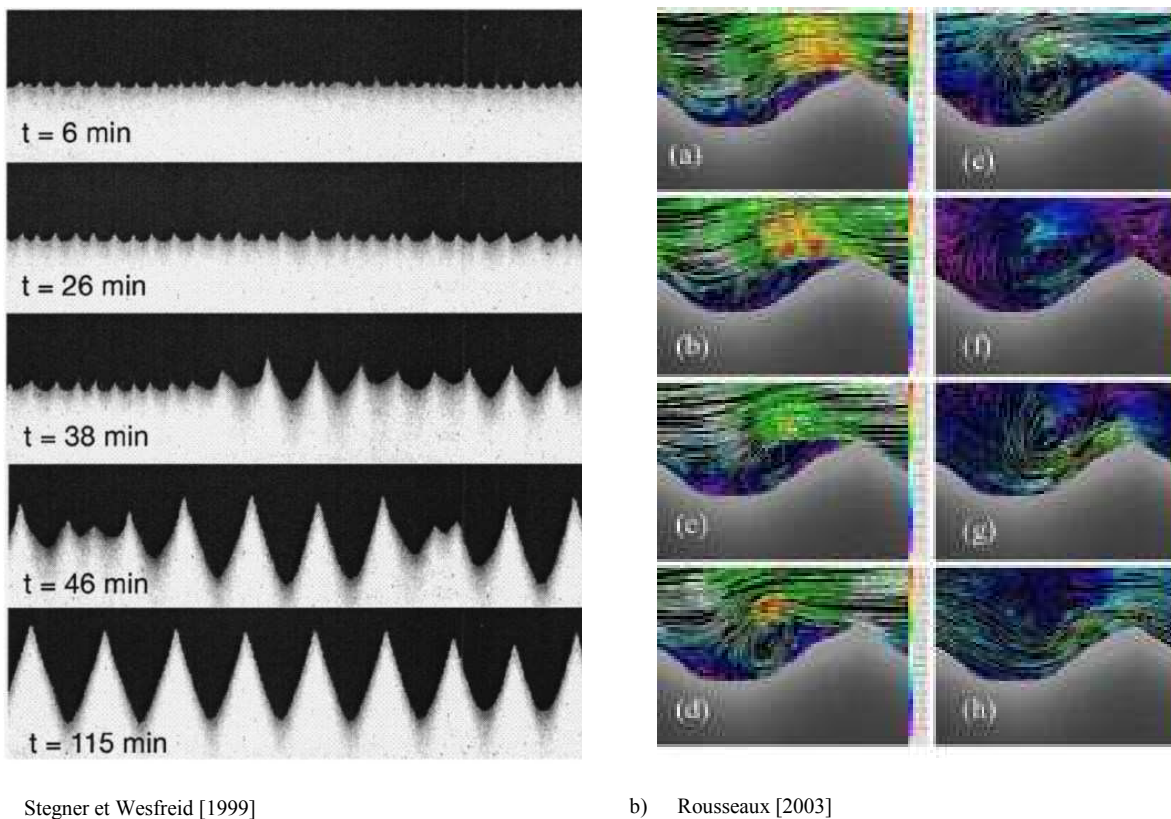 t = 6 min
t = 26 min
t = 38 min
t = 46 min
t = 115 min
(a)
(b)
(c)
(d)
(e)
(f)
(g)
(h)
Stegner et Wesfreid [1999]
b) Rousseaux [2003]